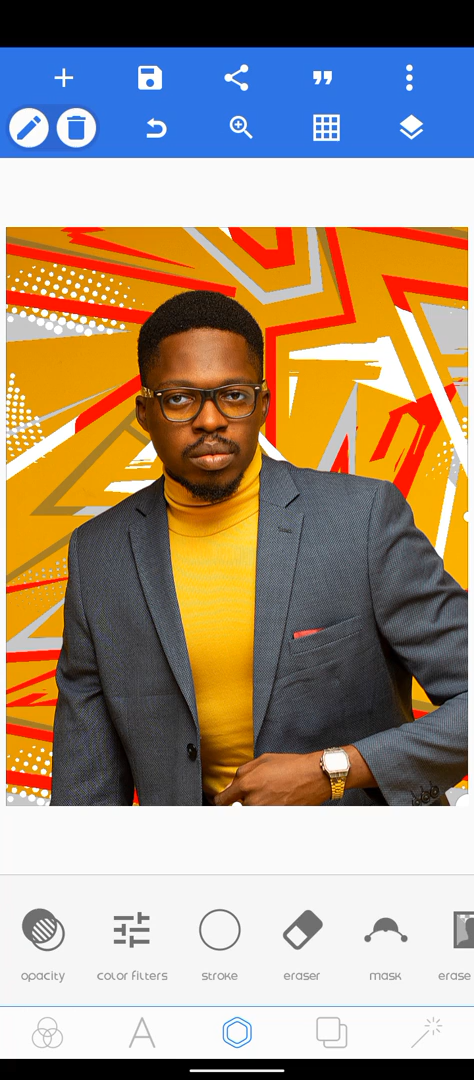 opacity
color filters
stroke
eraser
mask
erase